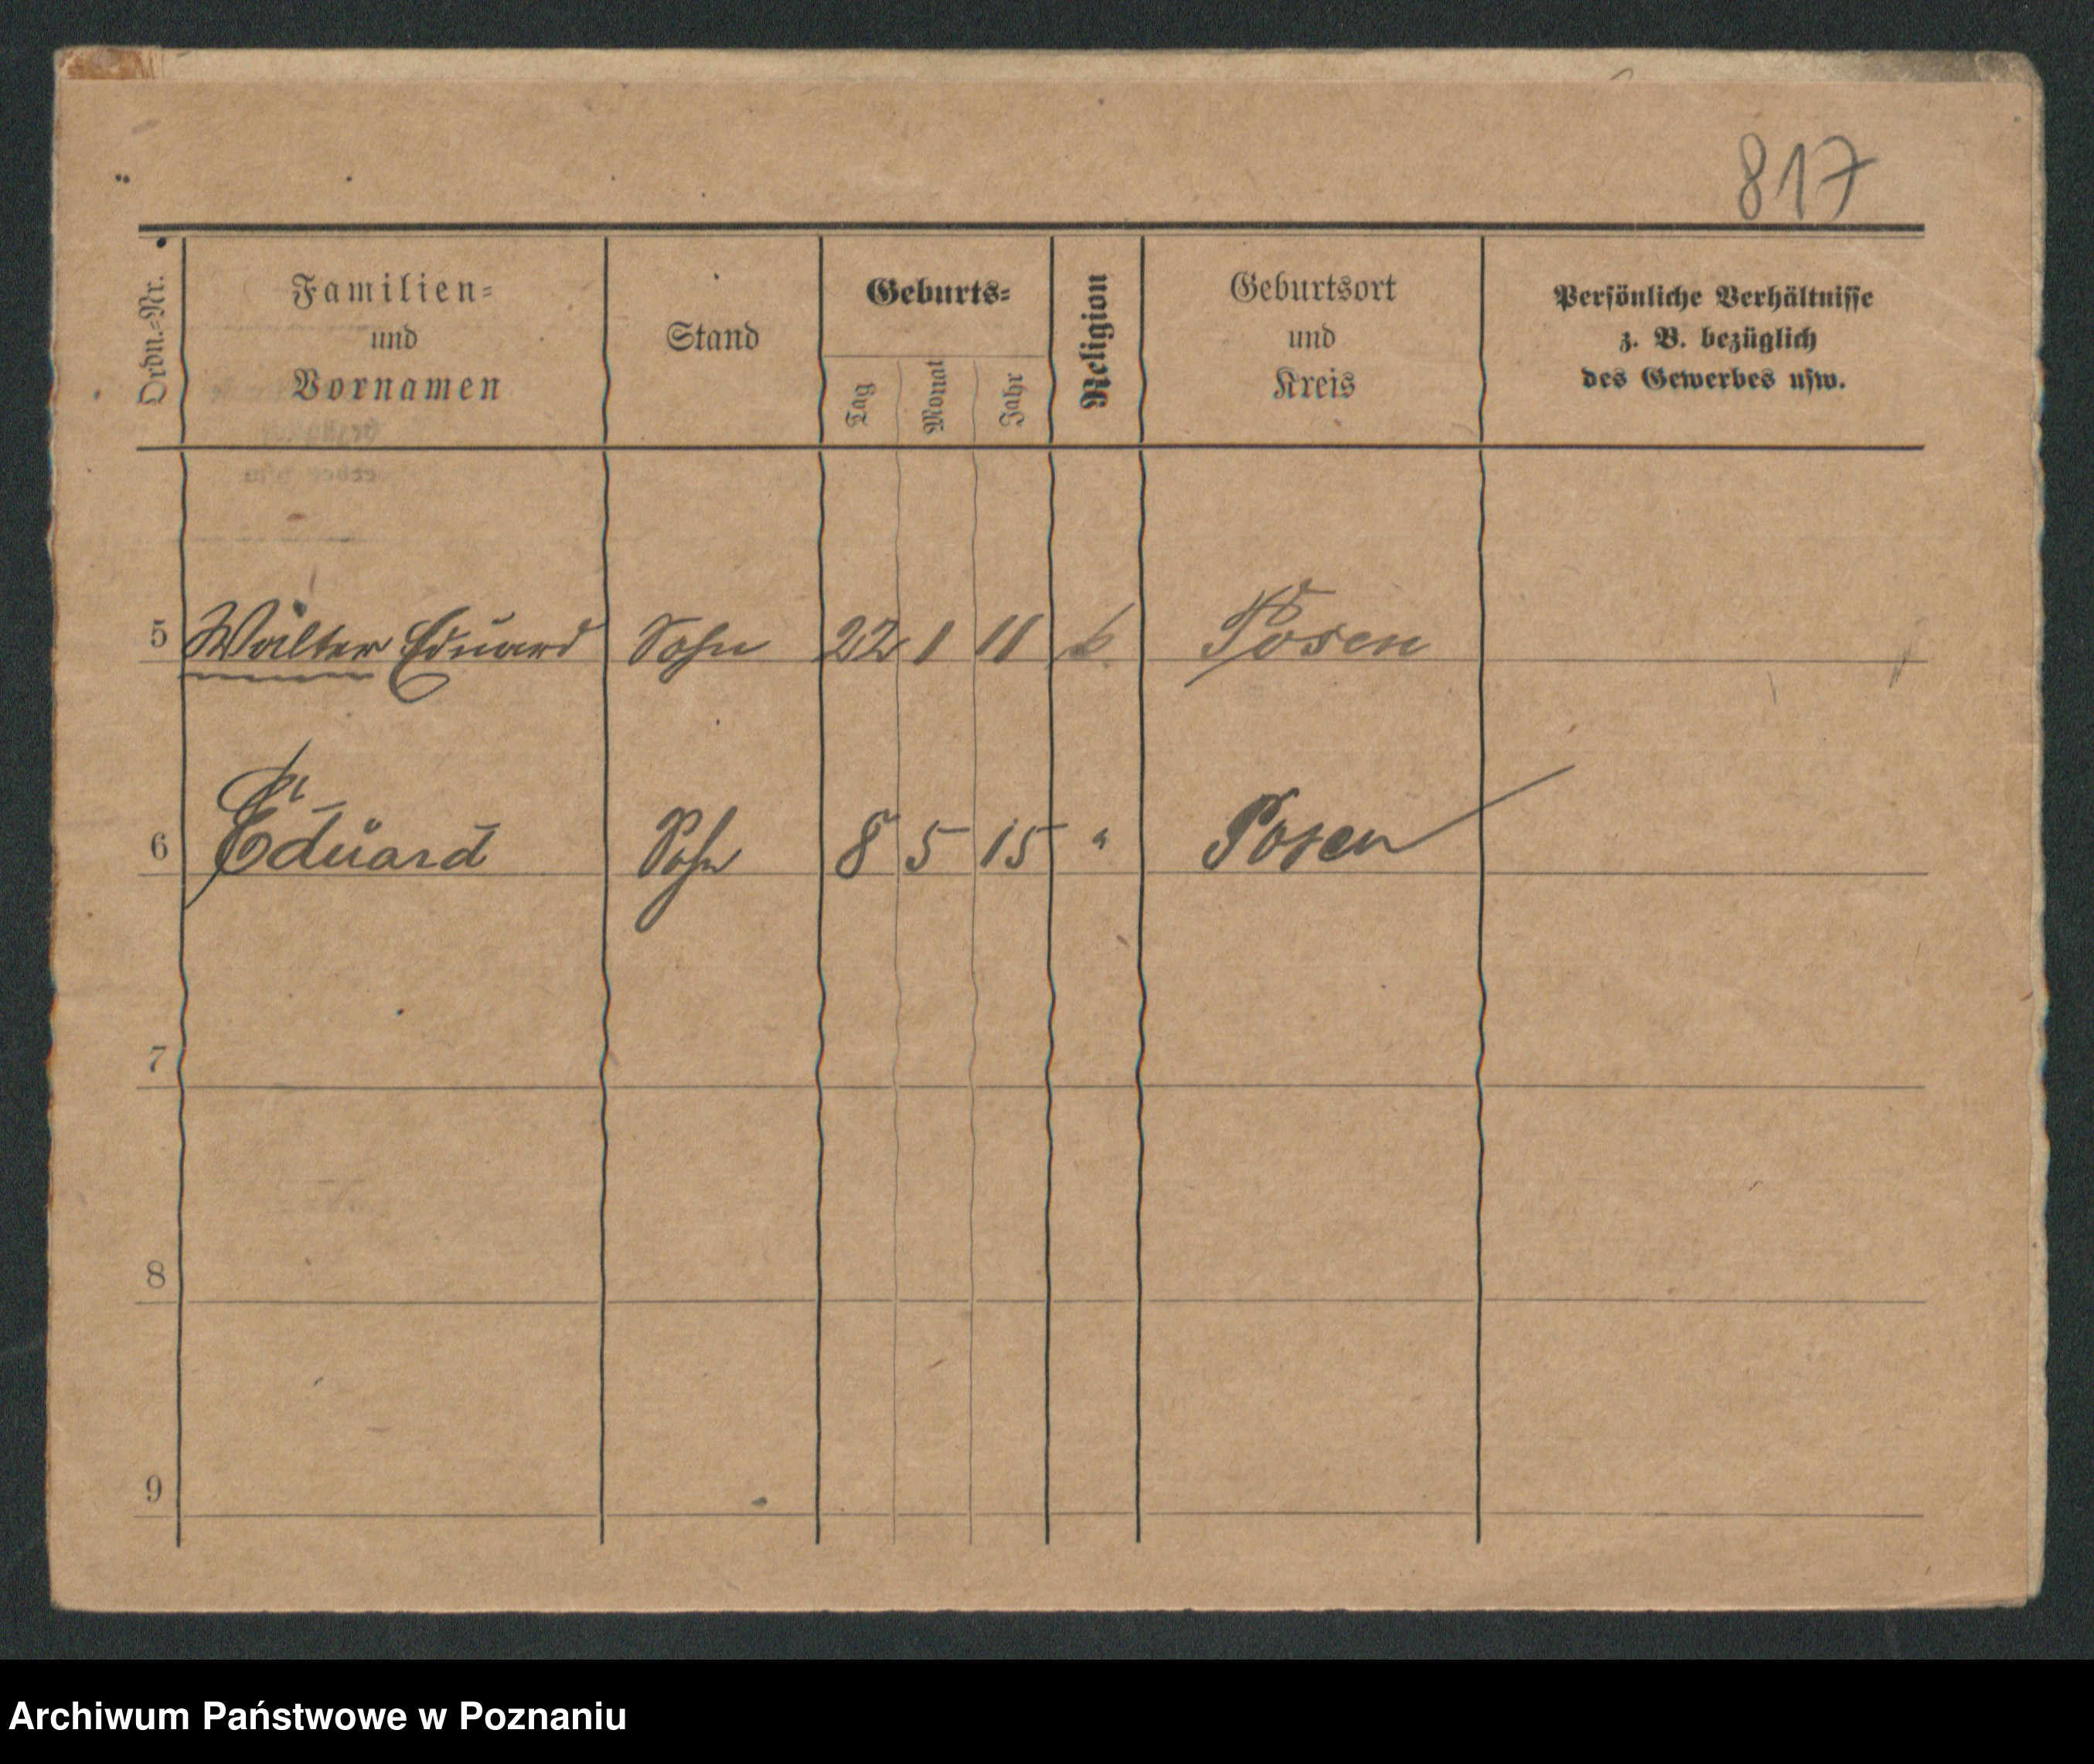 817
Ordn.=Nr. Familien= und Vornamen Stand Geburts= Tag Monat Jahr Religion Geburtsort und Kreis Persönliche Verhältnisse z. B. bezüglich des Gewerbes usw.
5 Walter Eduard Sohn 22 1 11 k. Posen
6 Eduard Sohn 8 5 15 " Posen
7
8
9
Archiwum Państwowe w Poznaniu